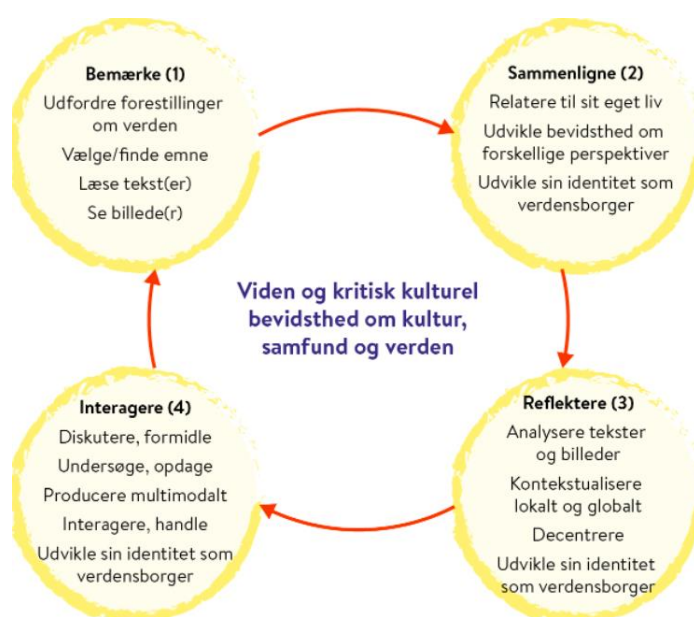 Bemærke (1)
Udfordre forestillinger
om verden
Vælge/finde emne
Læse tekst(er)
Se billede(r)
Sammenligne (2)
Relatere til sit eget liv
Udvikle bevidsthed om
forskellige perspektiver
Udvikle sin identitet som
verdensborger
Viden og kritisk kulturel
bevidsthed om kultur,
samfund og verden
Reflektere (3)
Analysere tekster
og billeder
Kontekstualisere
lokalt og globalt
Decentrere
Udvikle sin identitet
som verdensborger
Interagere (4)
Diskutere, formidle
Undersøge, opdage
Producere multimodalt
Interagere, handle
Udvikle sin identitet som
verdensborger